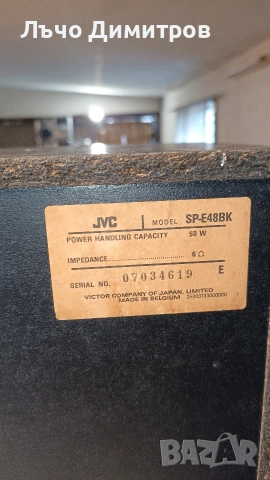 Лъчо Димитров
JVC MODEL SP-E48BK
POWER HANDLING CAPACITY 50 W
IMPEDANCE 6Ω
SERIAL NO. 07034619 E
VICTOR COMPANY OF JAPAN, LIMITED
MADE IN BELGIUM
BAZAR
bg